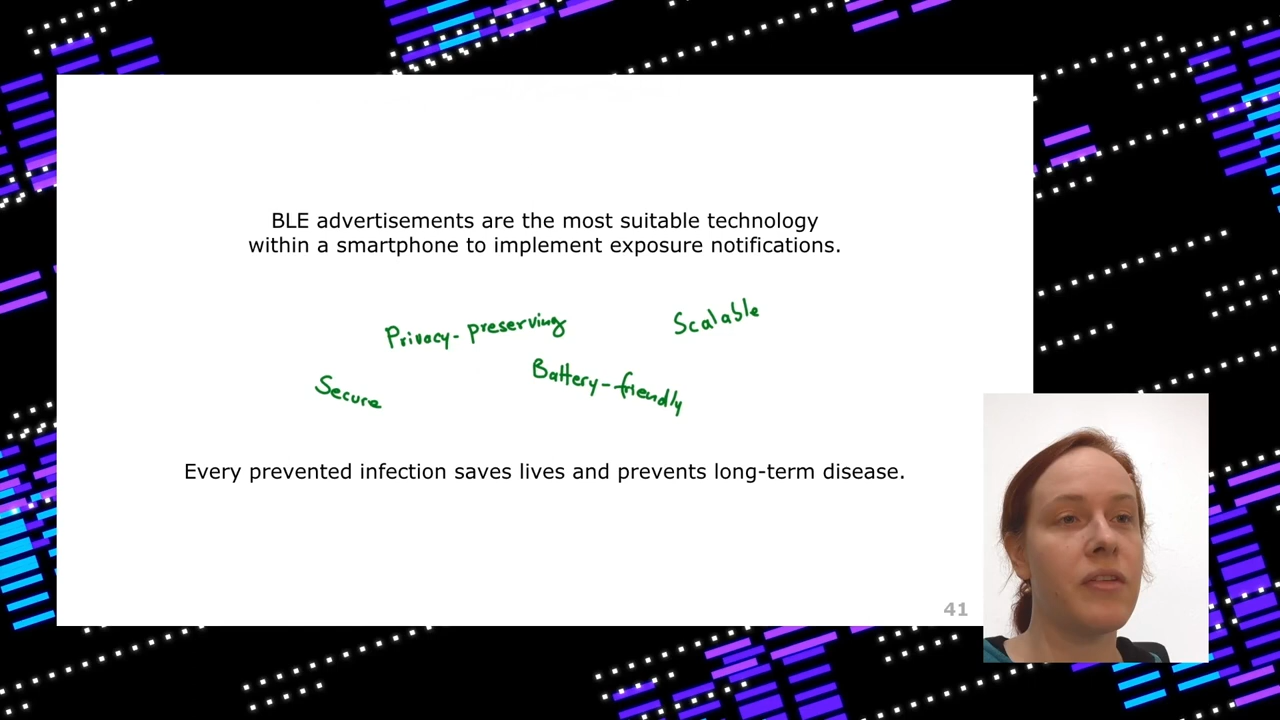 BLE advertisements are the most suitable technology
within a smartphone to implement exposure notifications.
Privacy-preserving
Scalable
Secure
Battery-friendly
Every prevented infection saves lives and prevents long-term disease.
41